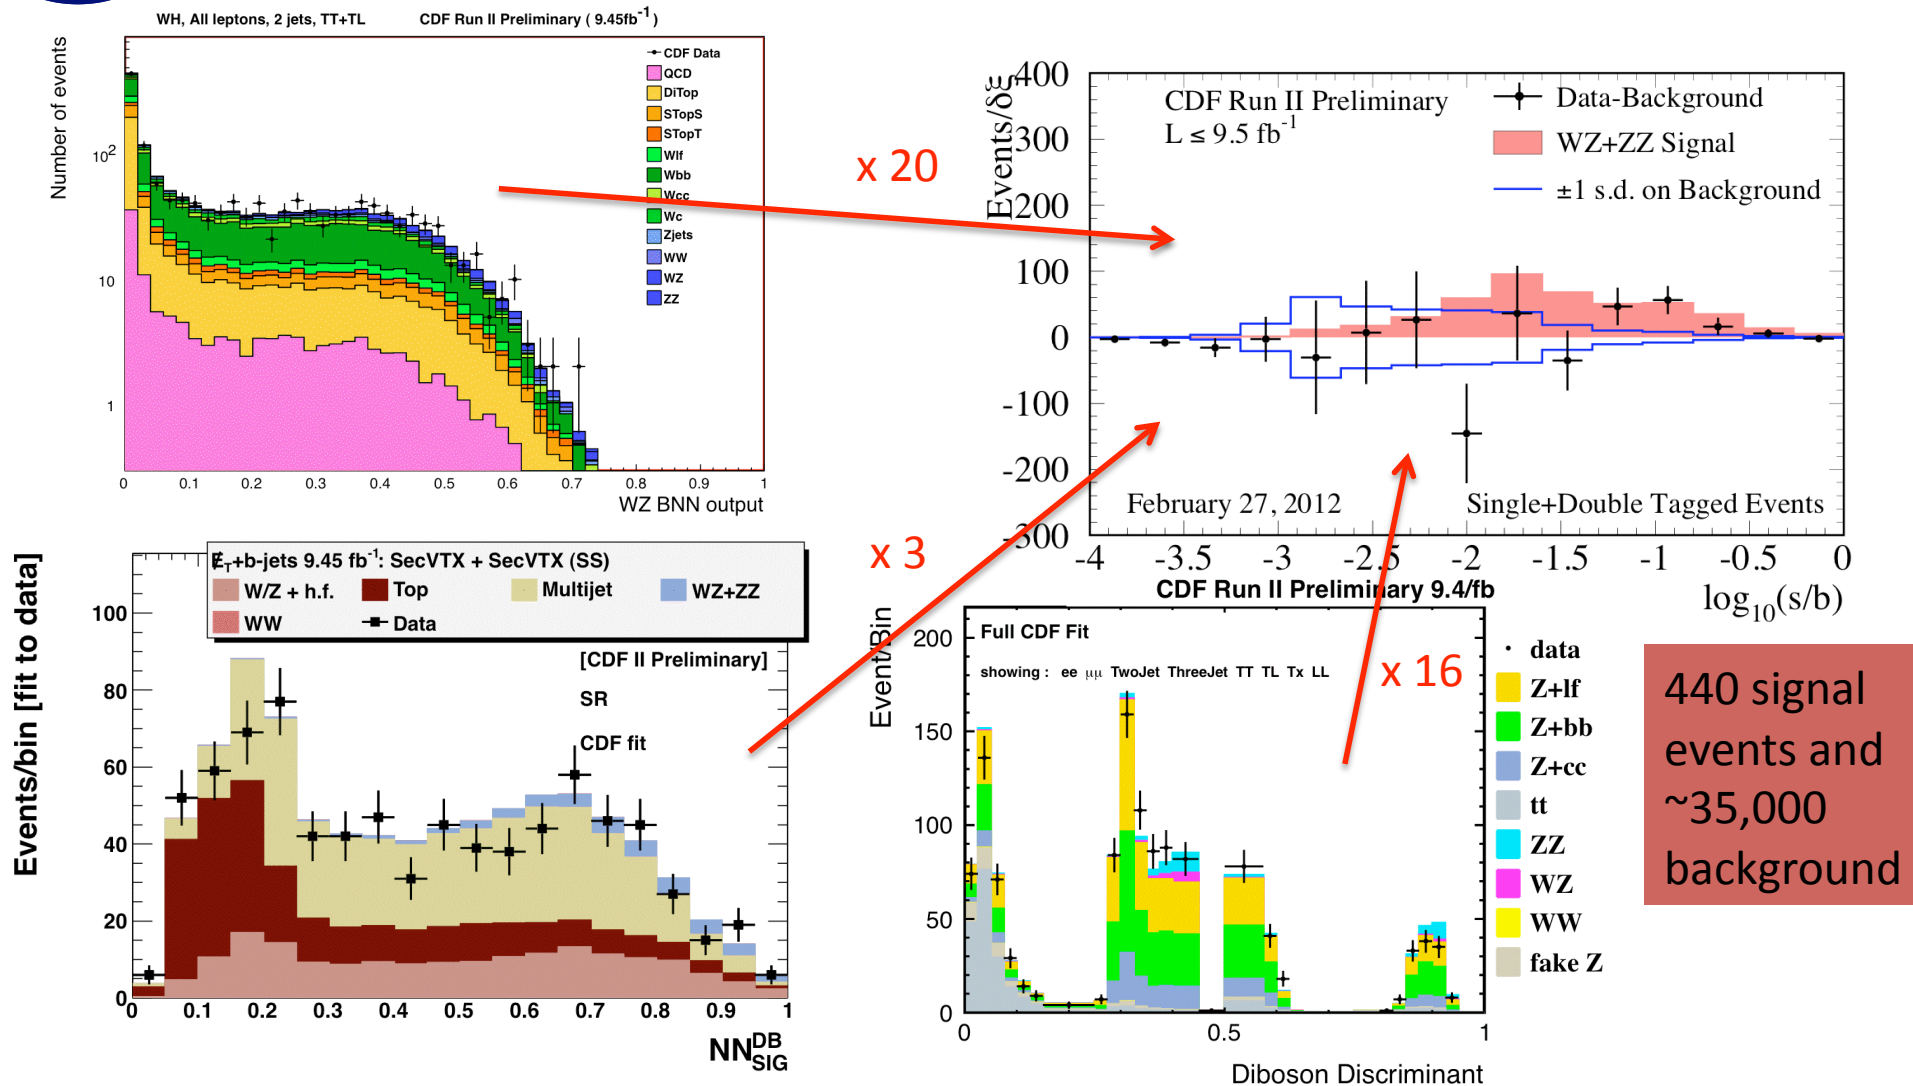 WH, All leptons, 2 jets, TT+TL
CDF Run II Preliminary ( 9.45fb-1)
Number of events
10²
10
1
CDF Data
QCD
DiTop
STopS
STopT
Wlf
Wbb
Wcc
Wc
Zjets
WW
WZ
ZZ
0 0.1 0.2 0.3 0.4 0.5 0.6 0.7 0.8 0.9 1
WZ BNN output
x 20
Events/δξ
400
300
200
100
0
-100
-200
-300
CDF Run II Preliminary
L ≤ 9.5 fb-1
Data-Background
WZ+ZZ Signal
±1 s.d. on Background
February 27, 2012
Single+Double Tagged Events
-4 -3.5 -3 -2.5 -2 -1.5 -1 -0.5 0
log10(s/b)
x 3
x 16
Events/bin [fit to data]
100
80
60
40
20
0
E̸T+b-jets 9.45 fb-1: SecVTX + SecVTX (SS)
W/Z + h.f. Top Multijet WZ+ZZ
WW Data
[CDF II Preliminary]
SR
CDF fit
0 0.1 0.2 0.3 0.4 0.5 0.6 0.7 0.8 0.9 1
NN DB SIG
CDF Run II Preliminary 9.4/fb
Event/Bin
200
150
100
50
0
Full CDF Fit
showing : ee μμ TwoJet ThreeJet TT TL Tx LL
data
Z+lf
Z+bb
Z+cc
tt
ZZ
WZ
WW
fake Z
0 0.5 1
Diboson Discriminant
440 signal
events and
~35,000
background